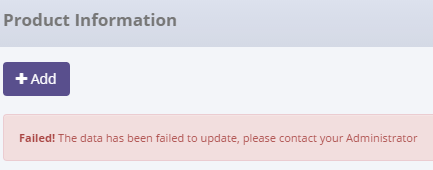 Product Information
Add
Failed! The data has been failed to update, please contact your Administrator